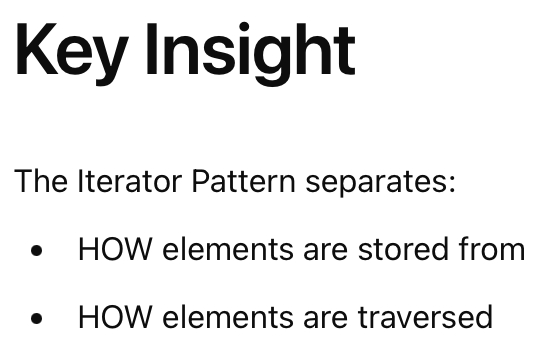 Key Insight
The Iterator Pattern separates:
• HOW elements are stored from
• HOW elements are traversed